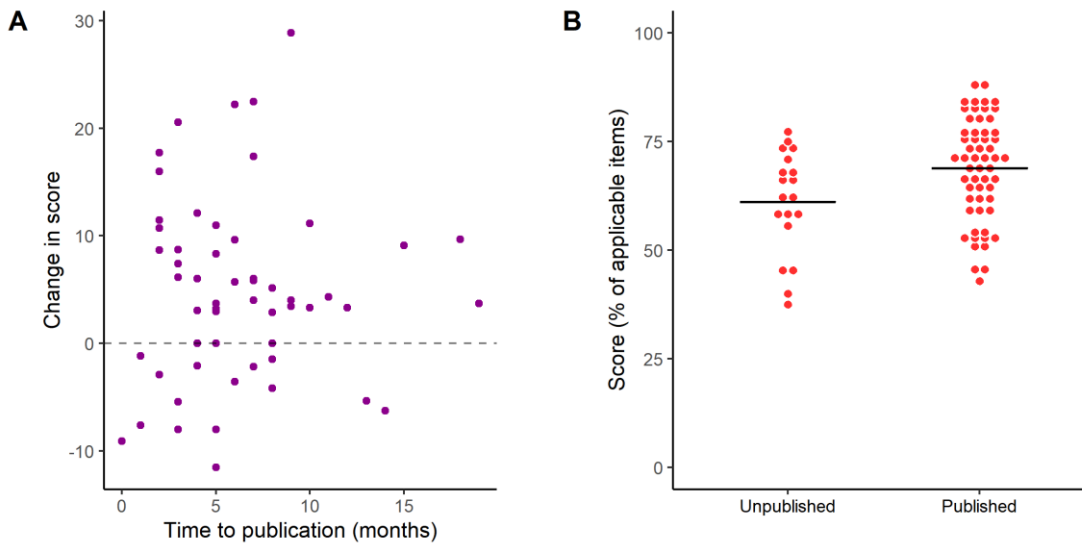 A
Change in score
30
20
10
0
-10
0 5 10 15
Time to publication (months)
B
Score (% of applicable items)
100
75
50
25
0
Unpublished Published